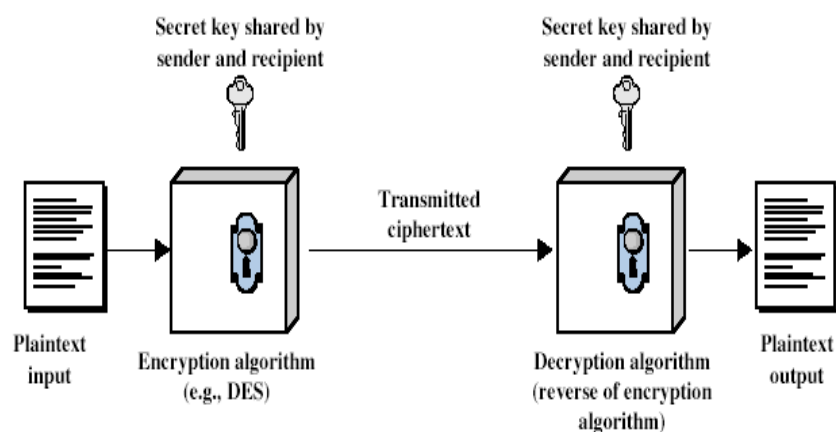 Secret key shared by
sender and recipient
Secret key shared by
sender and recipient
Transmitted
ciphertext
Plaintext
input
Encryption algorithm
(e.g., DES)
Decryption algorithm
(reverse of encryption
algorithm)
Plaintext
output